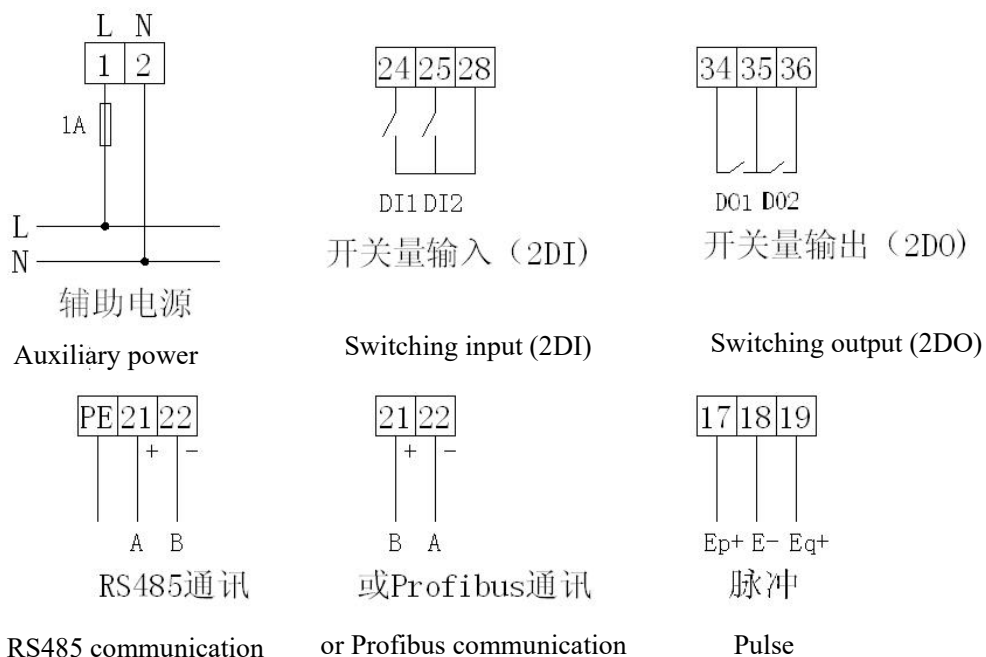 L N
1 2
1A
L
N
辅助电源
Auxiliary power
24 25 28
DI1 DI2
开关量输入（2DI）
Switching input (2DI)
34 35 36
DO1 DO2
开关量输出（2DO）
Switching output (2DO)
PE 21 22
+ −
A B
RS485通讯
RS485 communication
21 22
+ −
B A
或Profibus通讯
or Profibus communication
17 18 19
Ep+ E− Eq+
脉冲
Pulse